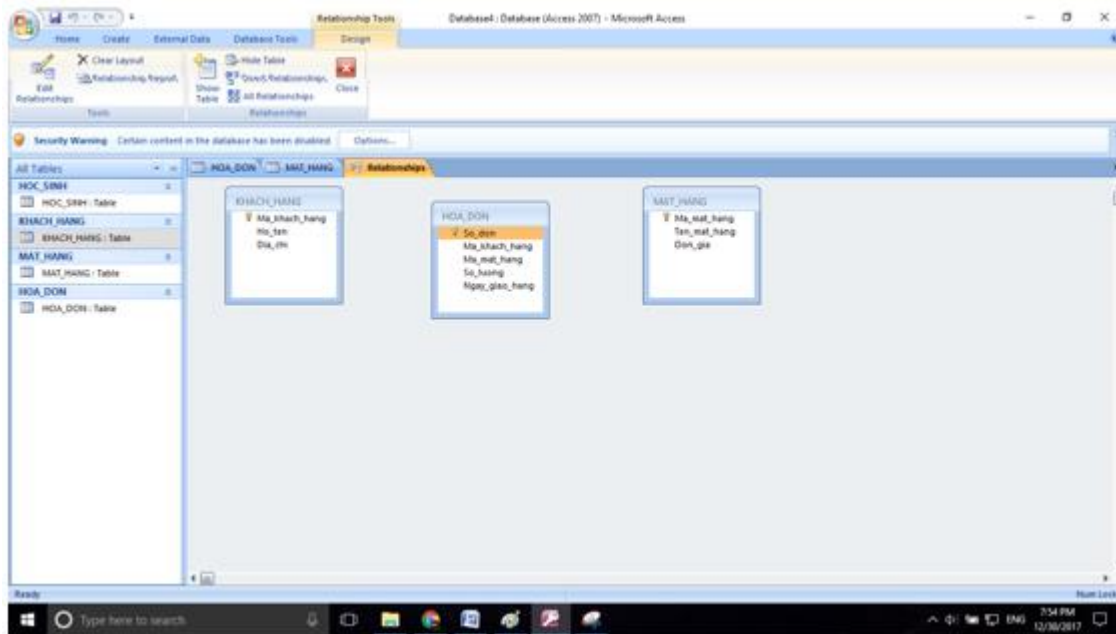 Relationship Tools
Database4 : Database (Access 2007) - Microsoft Access
Home Create External Data Database Tools Design
Edit Relationships
Clear Layout
Relationship Report
Tools
Show Table
Hide Table
Direct Relationships
All Relationships
Close
Relationships
Security Warning Certain content in the database has been disabled Options...
All Tables
HOC_SINH
HOC_SINH : Table
KHACH_HANG
KHACH_HANG : Table
MAT_HANG
MAT_HANG : Table
HOA_DON
HOA_DON : Table
HOA_DON MAT_HANG Relationships
KHACH_HANG
Ma_khach_hang
Ho_ten
Dia_chi
HOA_DON
So_don
Ma_khach_hang
Ma_mat_hang
So_luong
Ngay_giao_hang
MAT_HANG
Ma_mat_hang
Ten_mat_hang
Don_gia
Ready
Num Lock
Type here to search
ENG
7:54 PM
12/30/2017